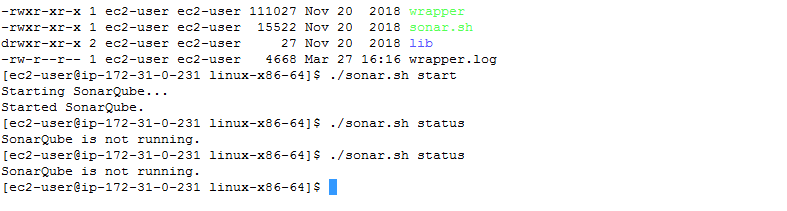 -rwxr-xr-x 1 ec2-user ec2-user 111027 Nov 20  2018 wrapper
-rwxr-xr-x 1 ec2-user ec2-user  15522 Nov 20  2018 sonar.sh
drwxr-xr-x 2 ec2-user ec2-user     27 Nov 20  2018 lib
-rw-r--r-- 1 ec2-user ec2-user   4668 Mar 27 16:16 wrapper.log
[ec2-user@ip-172-31-0-231 linux-x86-64]$ ./sonar.sh start
Starting SonarQube...
Started SonarQube.
[ec2-user@ip-172-31-0-231 linux-x86-64]$ ./sonar.sh status
SonarQube is not running.
[ec2-user@ip-172-31-0-231 linux-x86-64]$ ./sonar.sh status
SonarQube is not running.
[ec2-user@ip-172-31-0-231 linux-x86-64]$